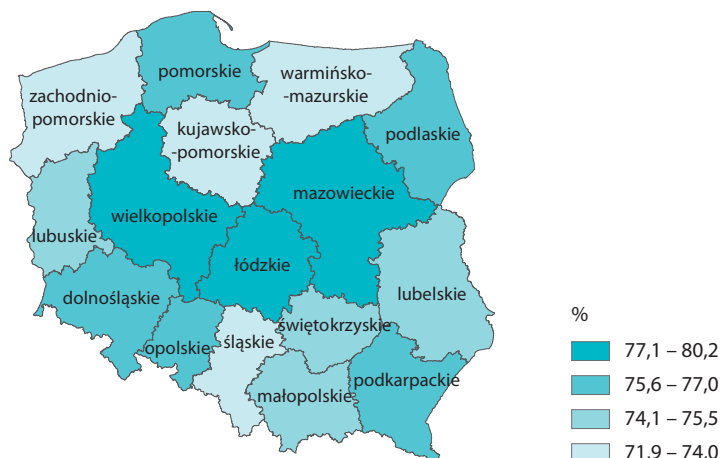 pomorskie
warmińsko-
-mazurskie
zachodnio-
pomorskie
kujawsko-
-pomorskie
podlaskie
mazowieckie
wielkopolskie
lubuskie
łódzkie
dolnośląskie
lubelskie
świętokrzyskie
śląskie
opolskie
podkarpackie
małopolskie
%
77,1 – 80,2
75,6 – 77,0
74,1 – 75,5
71,9 – 74,0